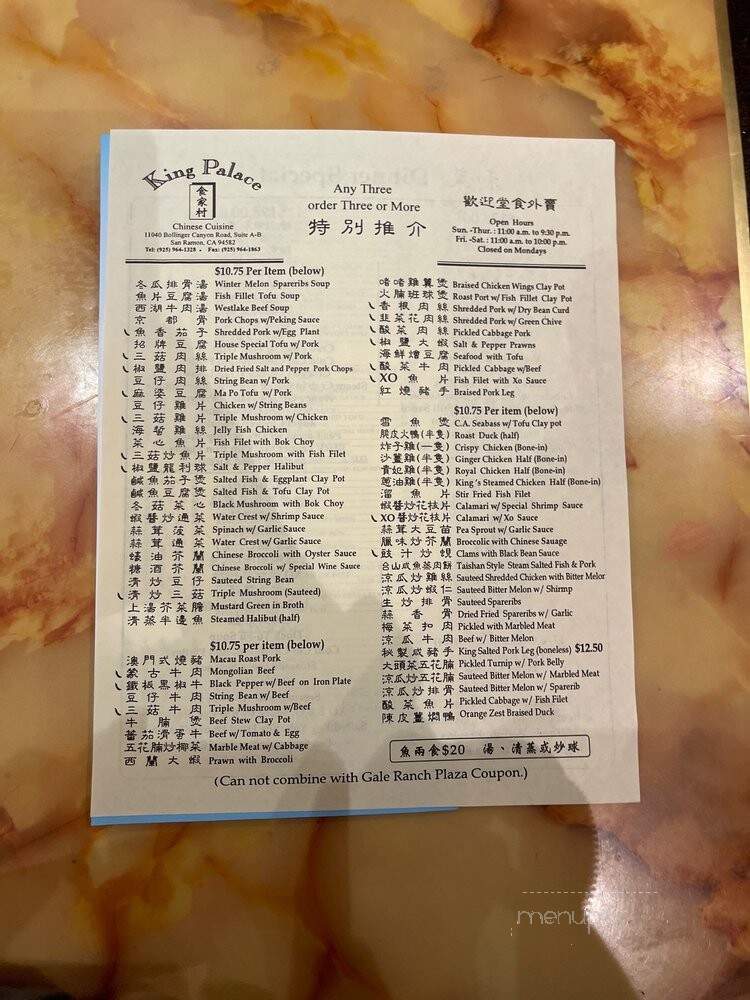 King Palace
食家村
Chinese Cuisine
11040 Bollinger Canyon Road, Suite A-B
San Ramon, CA 94582
Tel: (925) 964-1328 . Fax: (925) 964-1863
Any Three
order Three or More
特別推介
歡迎堂食外賣
Open Hours
Sun. -Thur. : 11:00 a.m. to 9:30 p.m.
Fri. -Sat. : 11:00 a.m. to 10:00 p.m.
Closed on Mondays
$10.75 Per Item (below)
冬瓜排骨湯 Winter Melon Spareribs Soup
魚片豆腐湯 Fish Fillet Tofu Soup
西湖牛肉湯 Westlake Beef Soup
京都骨 Pork Chops w/Peking Sauce
魚香茄子 Shredded Pork w/Egg Plant
招牌豆腐 House Special Tofu w/Pork
三菇肉絲 Triple Mushroom w/Pork
椒鹽肉排 Dried Fried Salt and Pepper Pork Chops
豆仔肉絲 String Bean w/Pork
麻婆豆腐 Ma Po Tofu w/Pork
豆仔雞片 Chicken w/String Beans
三菇雞片 Triple Mushroom w/Chicken
海蜇雞絲 Jelly Fish Chicken
菜心魚片 Fish Filet with Bok Choy
三菇炒魚片 Triple Mushroom with Fish Filet
椒鹽龍利球 Salt & Pepper Halibut
鹹魚茄子煲 Salted Fish & Eggplant Clay Pot
鹹魚豆腐煲 Salted Fish & Tofu Clay Pot
冬菇菜心 Black Mushroom with Bok Choy
蝦醬炒通菜 Water Crest w/Shrimp Sauce
蒜茸菠菜 Spinach w/Garlic Sauce
蒜茸通菜 Water Crest w/Garlic Sauce
蠔油芥蘭 Chinese Broccoli with Oyster Sauce
糖酒芥蘭 Chinese Broccoli w/Special Wine Sauce
清炒豆仔 Sauteed String Bean
清炒三菇 Triple Mushroom (Sauteed)
上湯芥菜膽 Mustard Green in Broth
清蒸半邊魚 Steamed Halibut (half)
$10.75 per item (below)
澳門式燒豬 Macau Roast Pork
蒙古牛肉 Mongolian Beef
鐵板黑椒牛 Black Pepper w/Beef on Iron Plate
豆仔牛肉 String Bean w/Beef
三菇牛肉 Triple Mushroom w/Beef
牛腩煲 Beef Stew Clay Pot
蕃茄滑蛋牛 Beef w/Tomato & Egg
五花腩炒椰菜 Marble Meat w/Cabbage
西蘭大蝦 Prawn with Broccoli
啫啫雞翼煲 Braised Chicken Wings Clay Pot
火腩班球煲 Roast Port w/Fish Fillet Clay Pot
香根肉絲 Shredded Pork w/Dry Bean Curd
韭菜花肉絲 Shredded Pork w/Green Chive
酸菜肉絲 Pickled Cabbage Pork
椒鹽大蝦 Salt & Pepper Prawns
海鮮燴豆腐 Seafood with Tofu
酸菜牛肉 Pickled Cabbage w/Beef
XO魚片 Fish Filet with Xo Sauce
紅燒豬手 Braised Pork Leg
$10.75 Per item (below)
雪魚煲 C.A. Seabass w/Tofu Clay pot
脆皮火鴨(半隻) Roast Duck (half)
炸子雞(一隻) Crispy Chicken (Bone-in)
沙薑雞(半隻) Ginger Chicken Half (Bone-in)
貴妃雞(半隻) Royal Chicken Half (Bone-in)
蔥油雞(半隻) King 's Steamed Chicken Half (Bone-in)
溜魚片 Stir Fried Fish Filet
蝦醬炒花枝片 Calamari w/Special Shrimp Sauce
XO醬炒花枝片 Calamari w/Xo Sauce
蒜茸大豆苗 Pea Sprout w/Garlic Sauce
臘味炒芥蘭 Broccolic with Chinese Sausage
豉汁炒蜆 Clams with Black Bean Sauce
台山咸魚蒸肉餅 Taishan Style Steam Salted Fish & Pork
涼瓜炒雞絲 Sauteed Shredded Chicken with Bitter Melor
涼瓜炒蝦仁 Sauteed Bitter Melon w/ Shirmp
生炒排骨 Sauteed Spareribs
蒜香骨 Dried Fried Spareribs w/Garlic
梅菜扣肉 Pickled with Marbled Meat
涼瓜牛肉 Beef w/Bitter Melon
秘製咸豬手 King Salted Pork Leg (boneless) $12.50
大頭菜五花腩 Pickled Turnip w/Pork Belly
涼瓜炒五花腩 Sauteed Bitter Melon w/Marbled Meat
涼瓜炒排骨 Sauteed Bitter Melon w/Sparerib
酸菜魚片 Pickled Cabbage w/Fish Filet
陳皮薑燜鴨 Orange Zest Braised Duck
魚兩食$20 湯、清蒸或炒球
(Can not combine with Gale Ranch Plaza Coupon.)